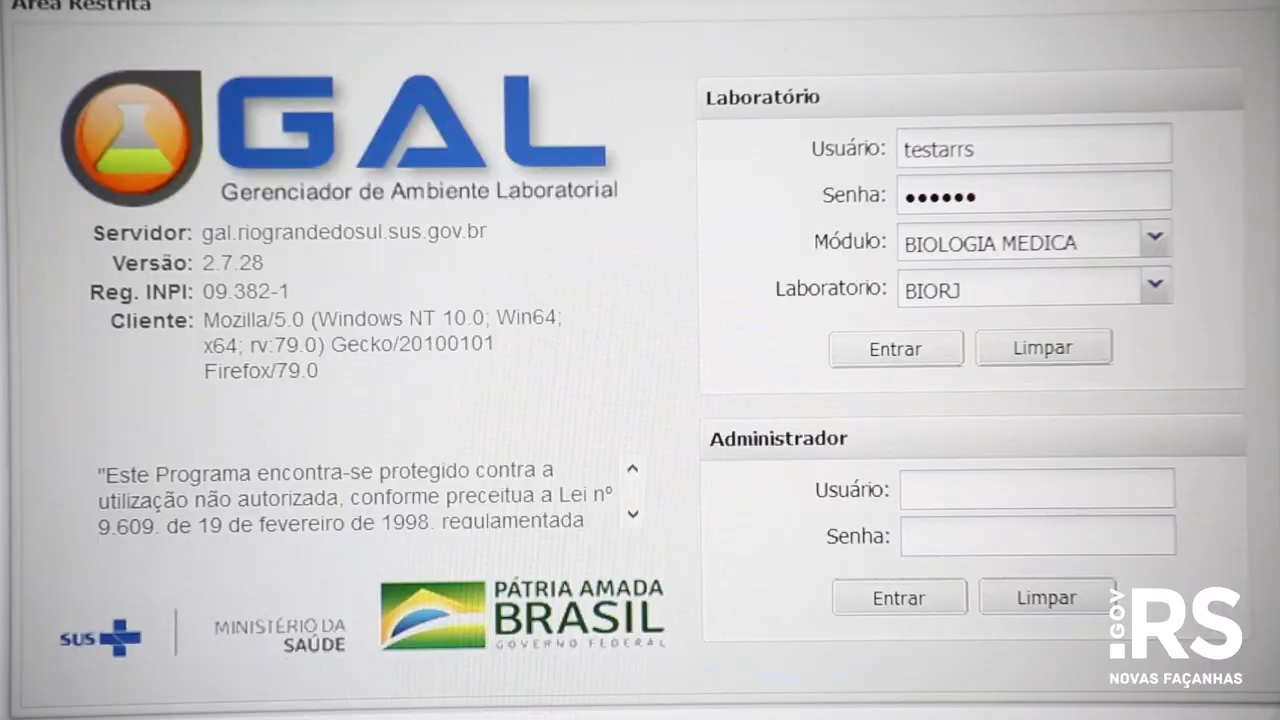 Área Restrita
GAL
Gerenciador de Ambiente Laboratorial
Servidor: gal.riograndedosul.sus.gov.br
Versão: 2.7.28
Reg. INPI: 09.382-1
Cliente: Mozilla/5.0 (Windows NT 10.0; Win64;
x64; rv:79.0) Gecko/20100101
Firefox/79.0
"Este Programa encontra-se protegido contra a
utilização não autorizada, conforme preceitua a Lei nº
9.609, de 19 de fevereiro de 1998, regulamentada
SUS
MINISTÉRIO DA
SAÚDE
PÁTRIA AMADA
BRASIL
GOVERNO FEDERAL
Laboratório
Usuário: testarrs
Senha: ●●●●●●
Módulo: BIOLOGIA MEDICA
Laboratorio: BIORJ
Entrar Limpar
Administrador
Usuário:
Senha:
Entrar Limpar
.GOV
RS
NOVAS FAÇANHAS